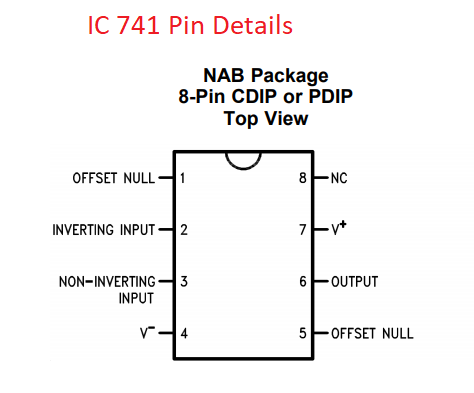 IC 741 Pin Details
NAB Package
8-Pin CDIP or PDIP
Top View
OFFSET NULL 1 8 NC
INVERTING INPUT 2 7 V+
NON-INVERTING 3 6 OUTPUT
INPUT
V− 4 5 OFFSET NULL